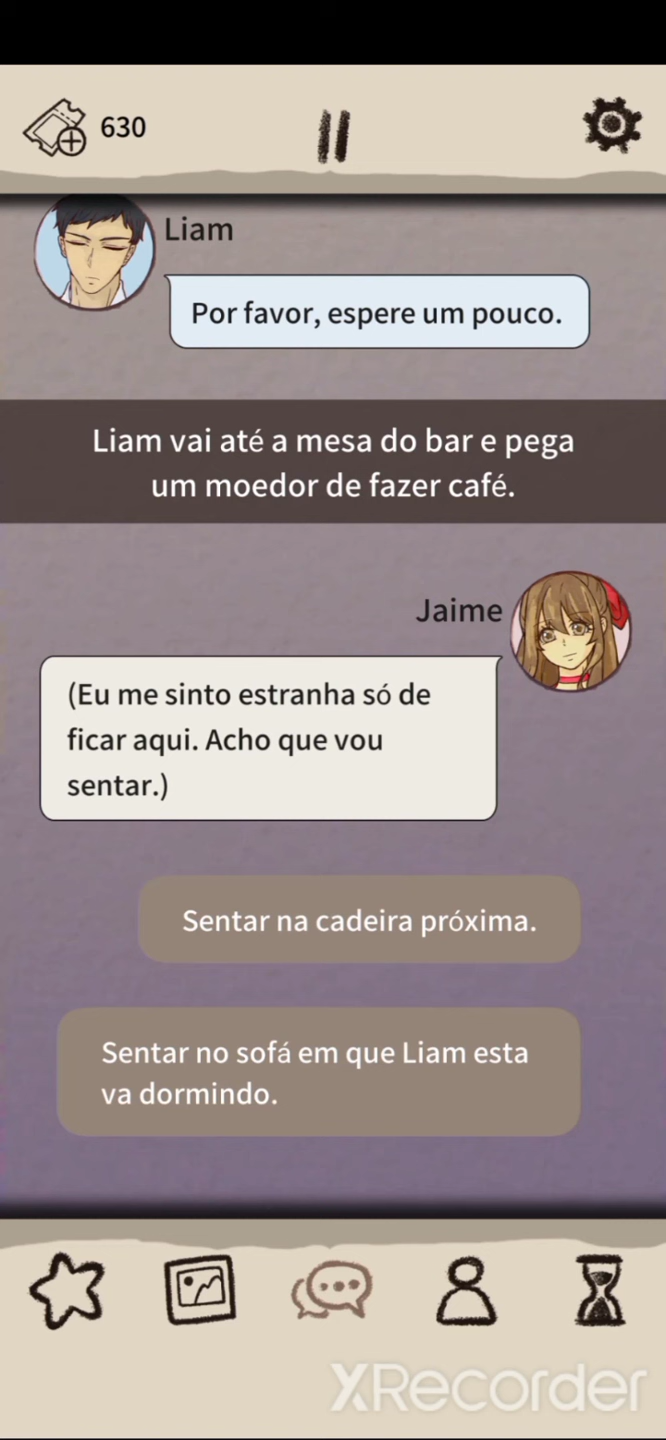 630
Liam
Por favor, espere um pouco.
Liam vai até a mesa do bar e pega
um moedor de fazer café.
Jaime
(Eu me sinto estranha só de
ficar aqui. Acho que vou
sentar.)
Sentar na cadeira próxima.
Sentar no sofá em que Liam esta
va dormindo.
XRecorder